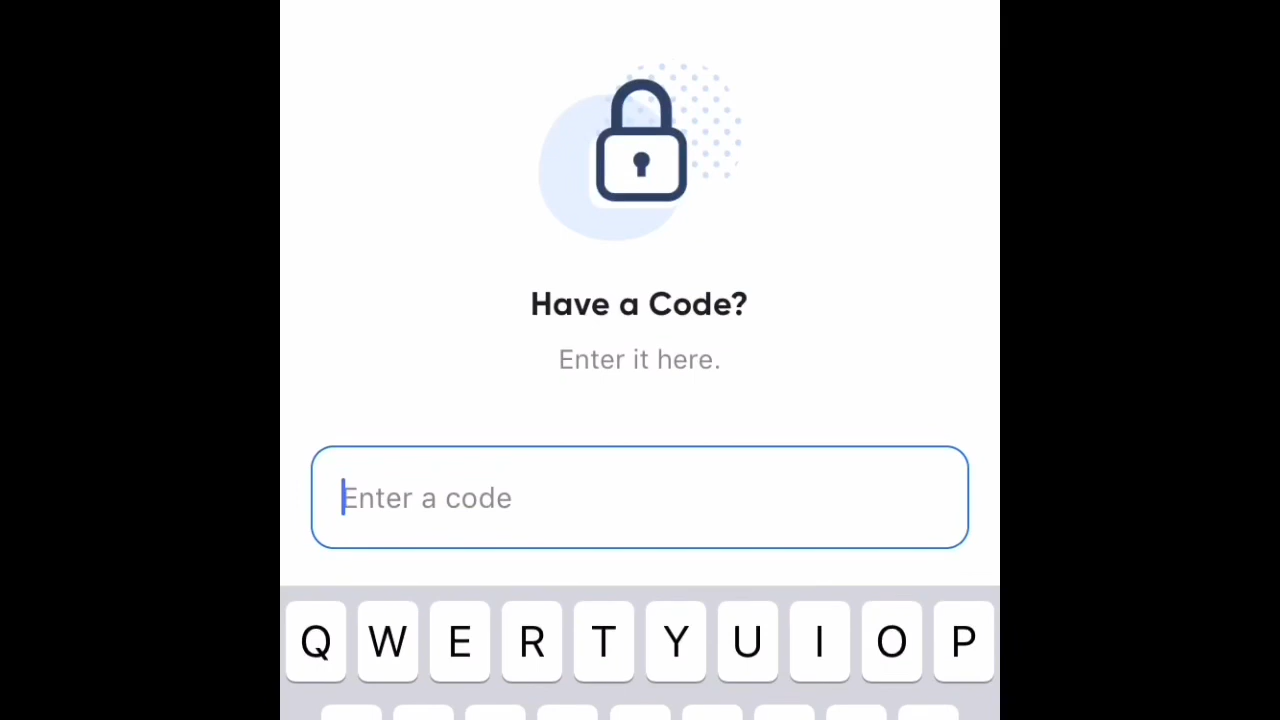 Have a Code?
Enter it here.
Enter a code
Q W E R T Y U I O P